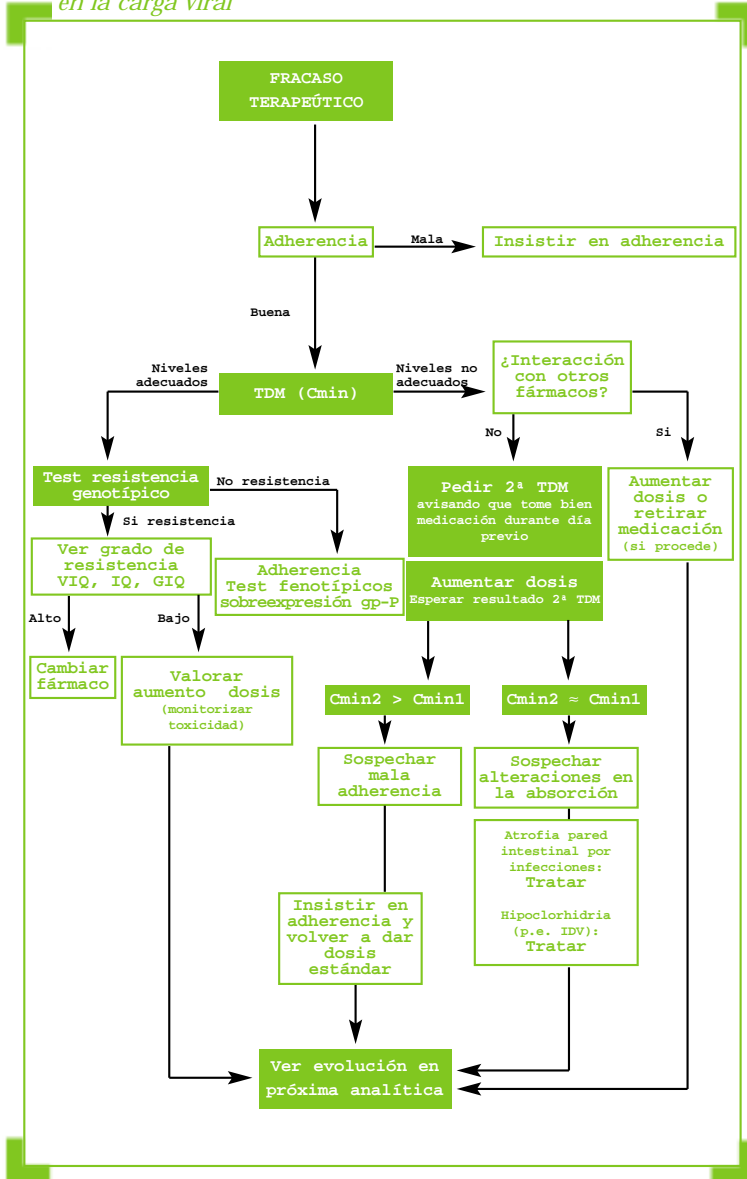 en la carga viral
FRACASO
TERAPEÚTICO
Adherencia
Mala
Insistir en adherencia
Buena
Niveles
adecuados
TDM (Cmin)
Niveles no
adecuados
¿Interacción
con otros
fármacos?
No
Si
Test resistencia
genotípico
No resistencia
Si resistencia
Pedir 2ª TDM
avisando que tome bien
medicación durante día
previo
Aumentar
dosis o
retirar
medicación
(si procede)
Ver grado de
resistencia
VIQ, IQ, GIQ
Adherencia
Test fenotípicos
sobreexpresión gp-P
Aumentar dosis
Esperar resultado 2ª TDM
Alto
Bajo
Cambiar
fármaco
Valorar
aumento dosis
(monitorizar
toxicidad)
Cmin2 > Cmin1
Cmin2 ≈ Cmin1
Sospechar
mala
adherencia
Sospechar
alteraciones en
la absorción
Atrofia pared
intestinal por
infecciones:
Tratar
Hipoclorhidria
(p.e. IDV):
Tratar
Insistir en
adherencia y
volver a dar
dosis
estándar
Ver evolución en
próxima analítica